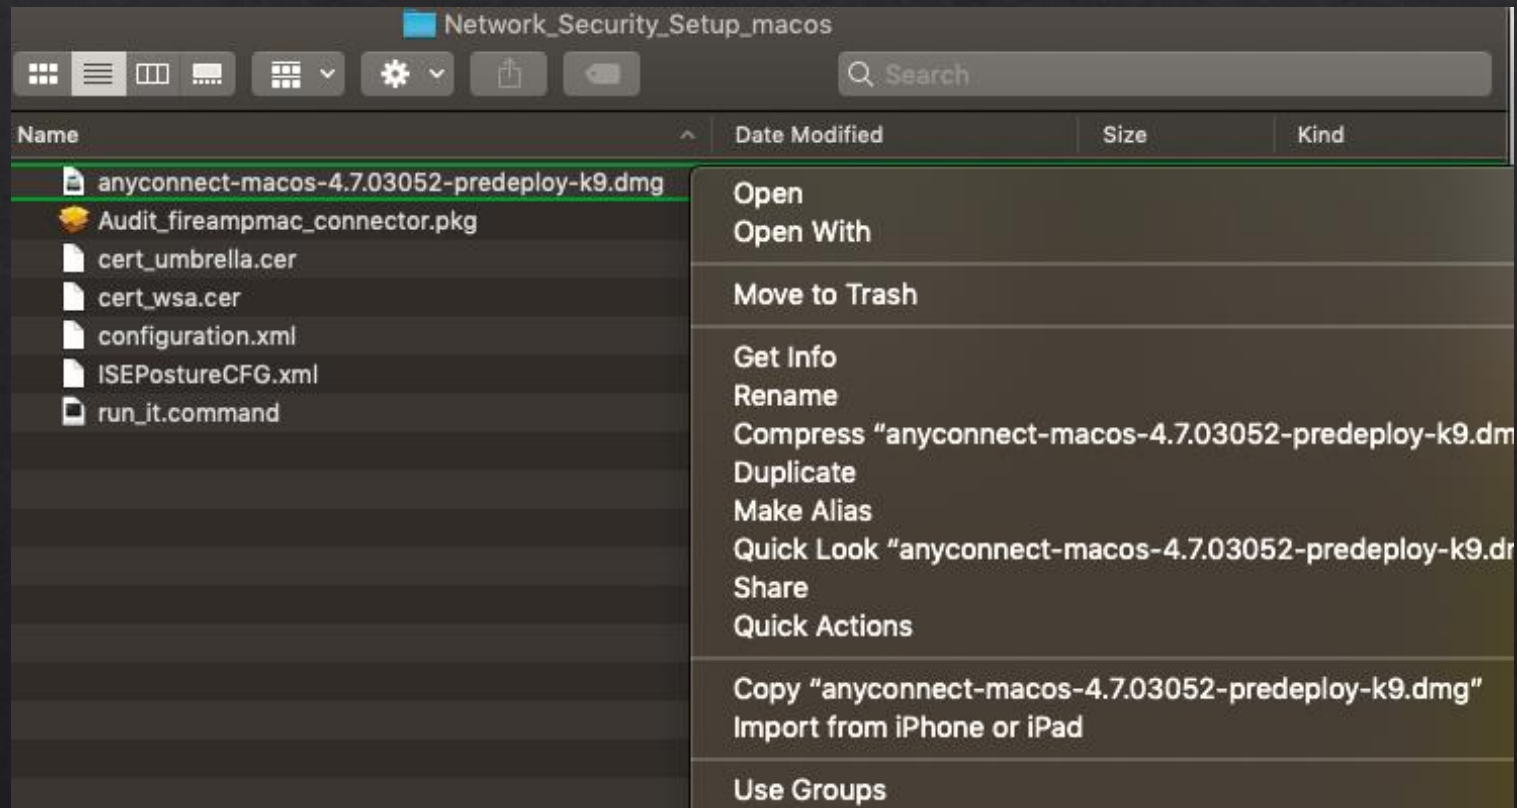 Network_Security_Setup_macos
Search
Name Date Modified Size Kind
anyconnect-macos-4.7.03052-predeploy-k9.dmg
Audit_fireampmac_connector.pkg
cert_umbrella.cer
cert_wsa.cer
configuration.xml
ISEPostureCFG.xml
run_it.command
Open
Open With
Move to Trash
Get Info
Rename
Compress “anyconnect-macos-4.7.03052-predeploy-k9.dm
Duplicate
Make Alias
Quick Look “anyconnect-macos-4.7.03052-predeploy-k9.dr
Share
Quick Actions
Copy “anyconnect-macos-4.7.03052-predeploy-k9.dmg”
Import from iPhone or iPad
Use Groups